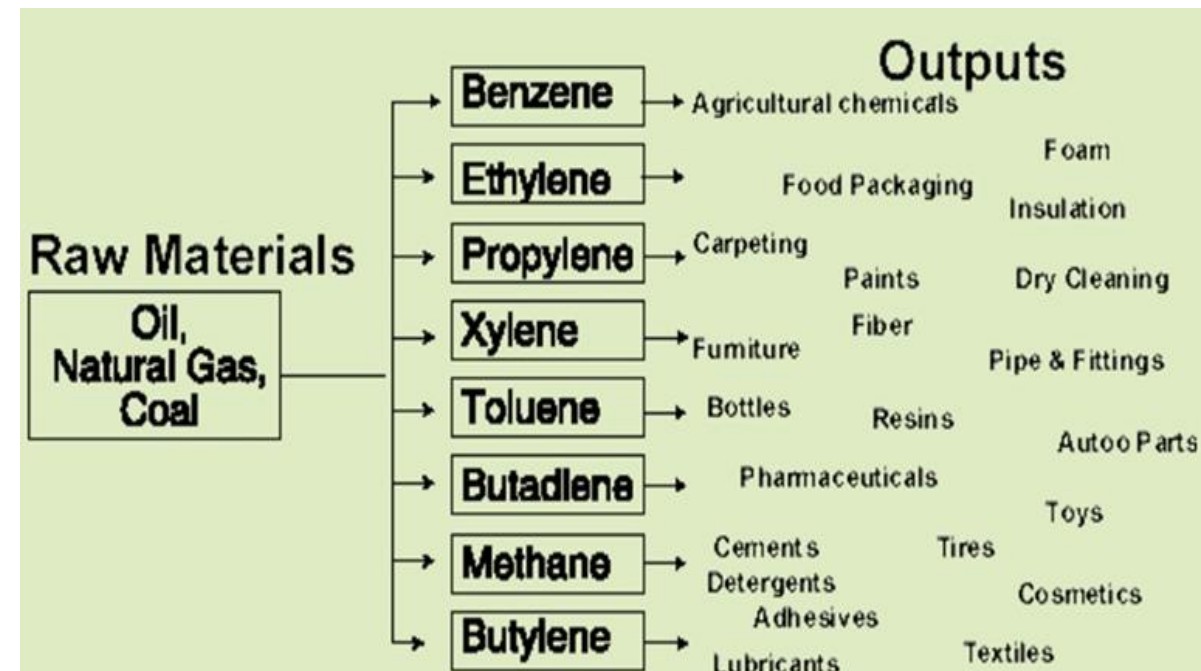 Outputs
Raw Materials
Oil,
Natural Gas,
Coal
Benzene
Ethylene
Propylene
Xylene
Toluene
Butadlene
Methane
Butylene
Agricultural chemicals
Foam
Food Packaging
Insulation
Carpeting
Paints
Dry Cleaning
Fiber
Furniture
Pipe & Fittings
Bottles
Resins
Autoo Parts
Pharmaceuticals
Toys
Cements
Tires
Detergents
Cosmetics
Adhesives
Textiles
Lubricants